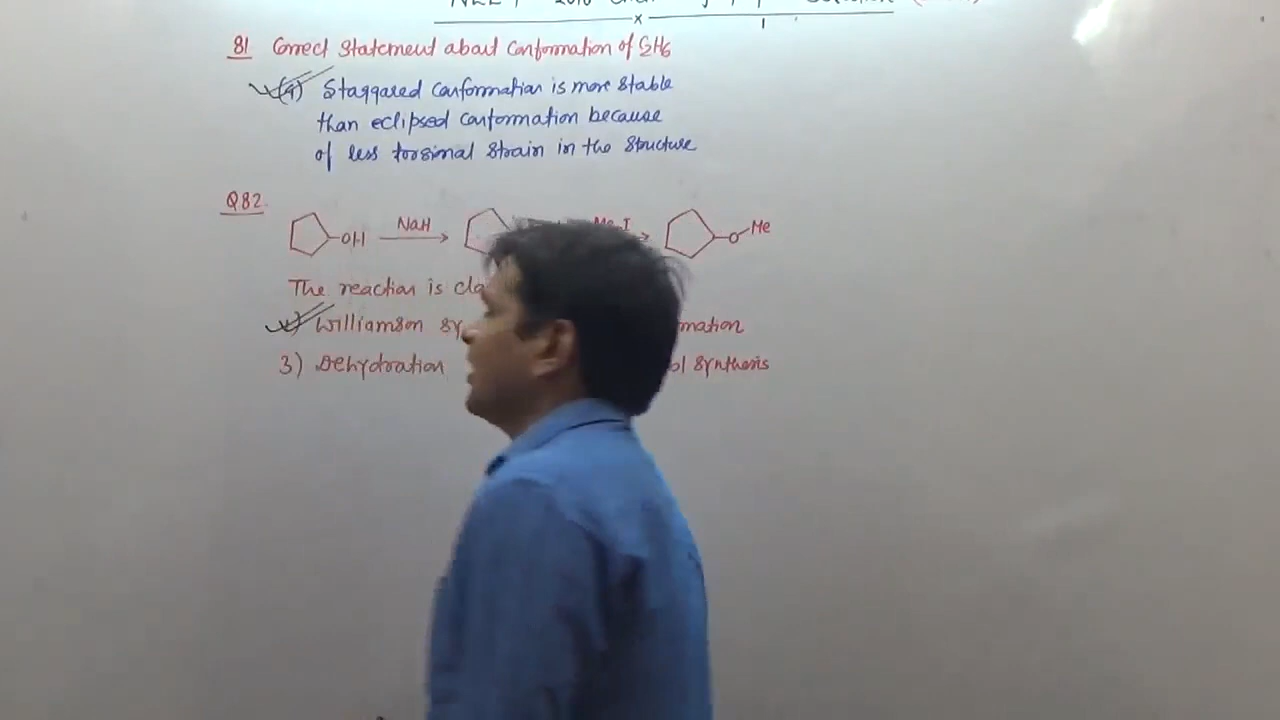 81 Correct Statement about Conformation of C2H6
(4) Staggared Conformation is more stable
than eclipsed conformation because
of less torsional strain in the structure
Q82.
OH NaH Me-I O Me
The reaction is cla
Williamson sy mation
3) Dehydration ol synthesis